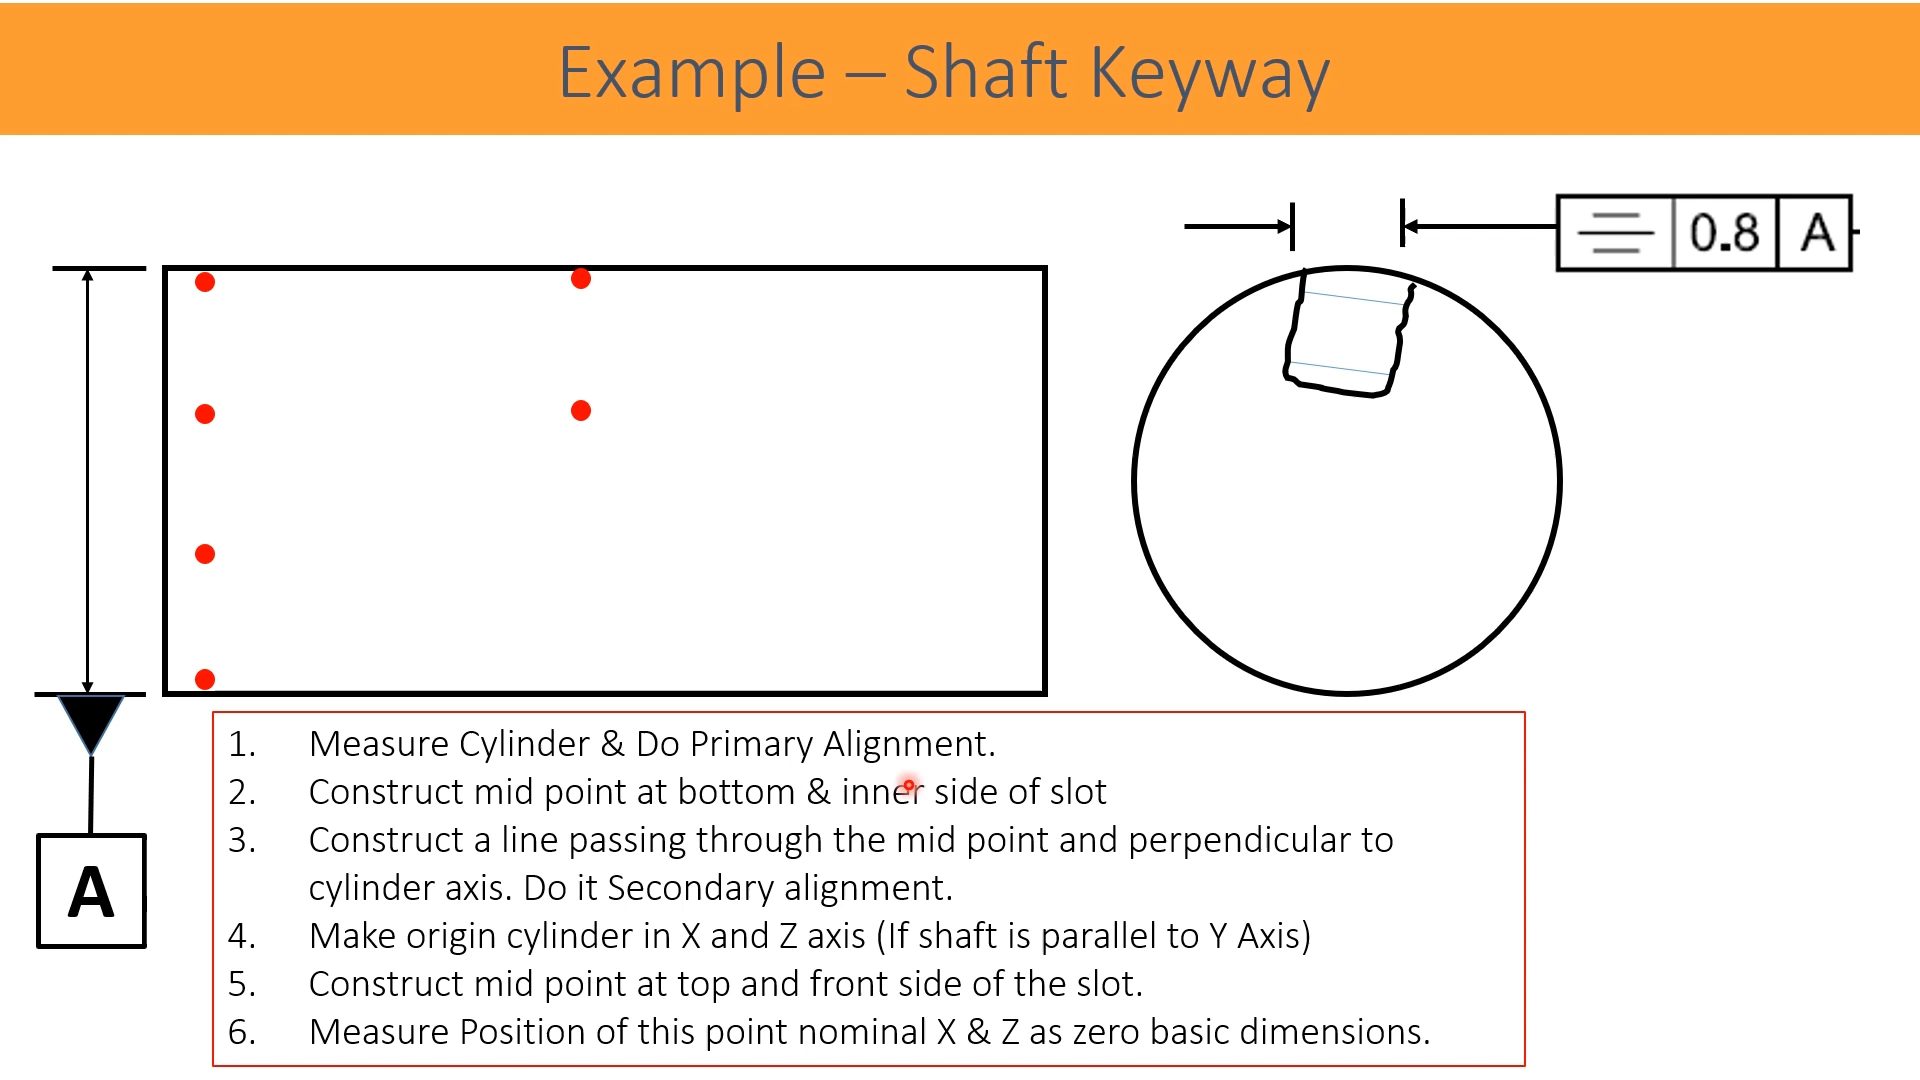 Example – Shaft Keyway
0.8 A
A
1. Measure Cylinder & Do Primary Alignment.
2. Construct mid point at bottom & inner side of slot
3. Construct a line passing through the mid point and perpendicular to
cylinder axis. Do it Secondary alignment.
4. Make origin cylinder in X and Z axis (If shaft is parallel to Y Axis)
5. Construct mid point at top and front side of the slot.
6. Measure Position of this point nominal X & Z as zero basic dimensions.